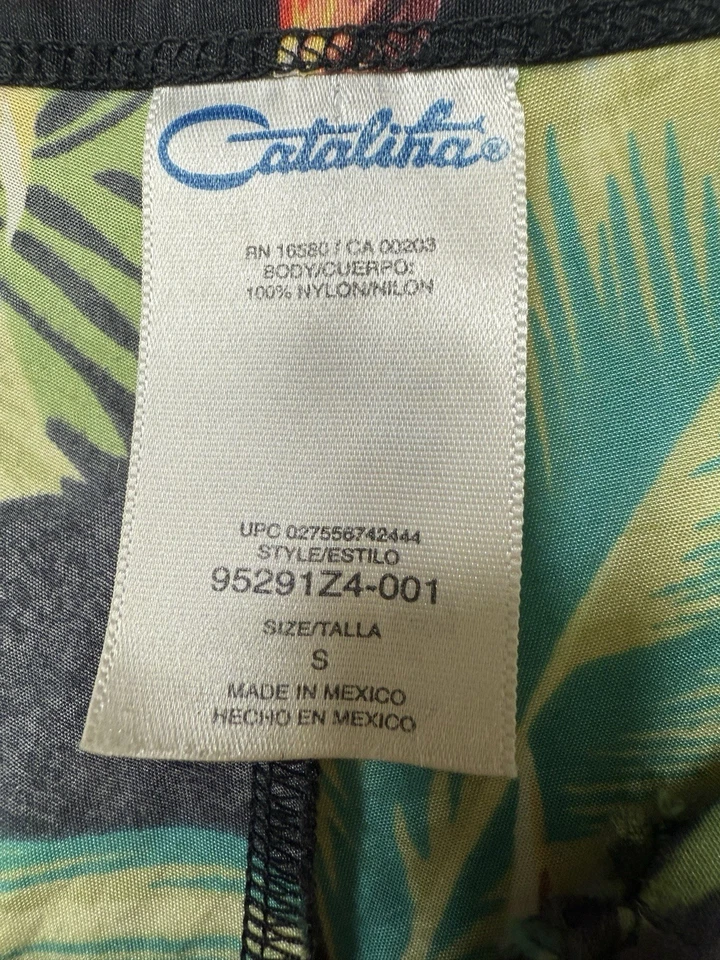 Catalina®
RN 16580 / CA 00203
BODY/CUERPO:
100% NYLON/NILON
UPC 027556742444
STYLE/ESTILO
95291Z4-001
SIZE/TALLA
S
MADE IN MEXICO
HECHO EN MEXICO